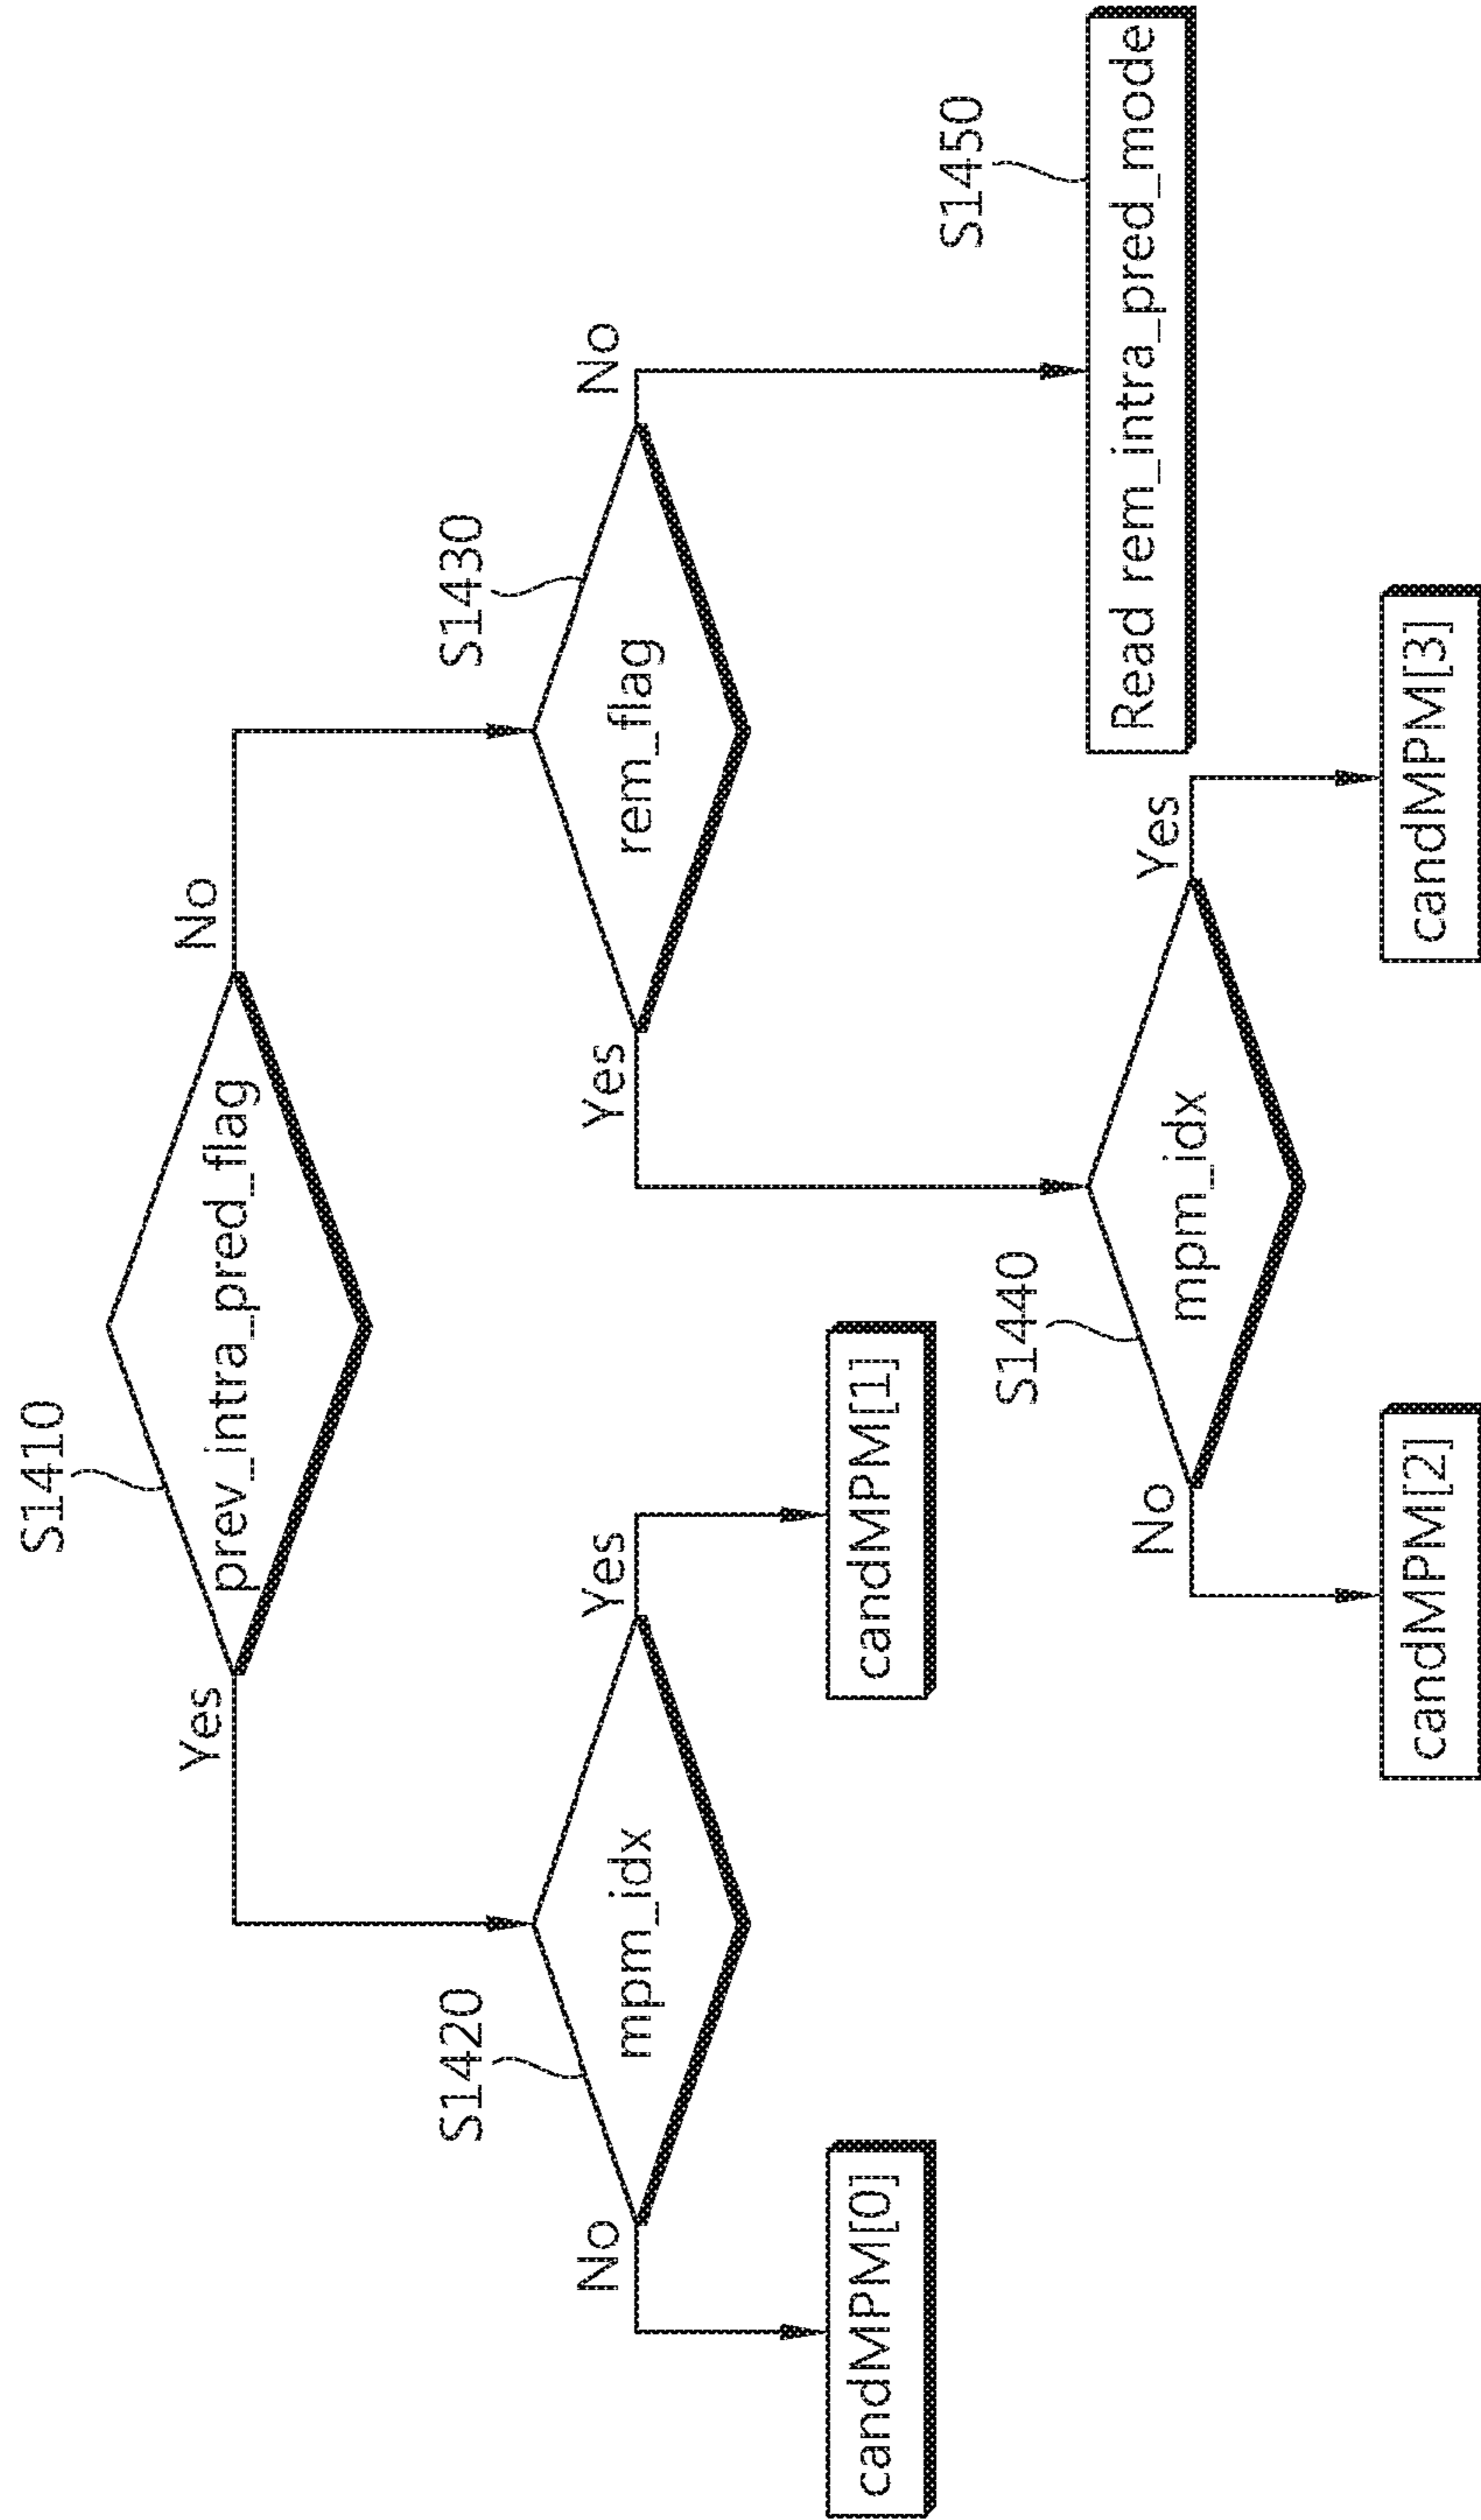 S1410
prev_intra_pred_flag
Yes
No
S1420
mpm_idx
No
Yes
S1430
rem_flag
Yes
No
candMPM[0]
candMPM[1]
S1440
mpm_idx
No
Yes
S1450
Read rem_intra_pred_mode
candMPM[2]
candMPM[3]